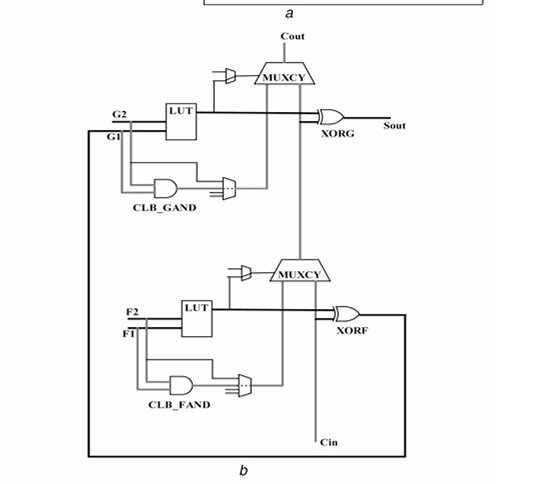 a
Cout
MUXCY
LUT
G2
G1
XORG
Sout
CLB_GAND
MUXCY
LUT
F2
F1
XORF
CLB_FAND
Cin
b